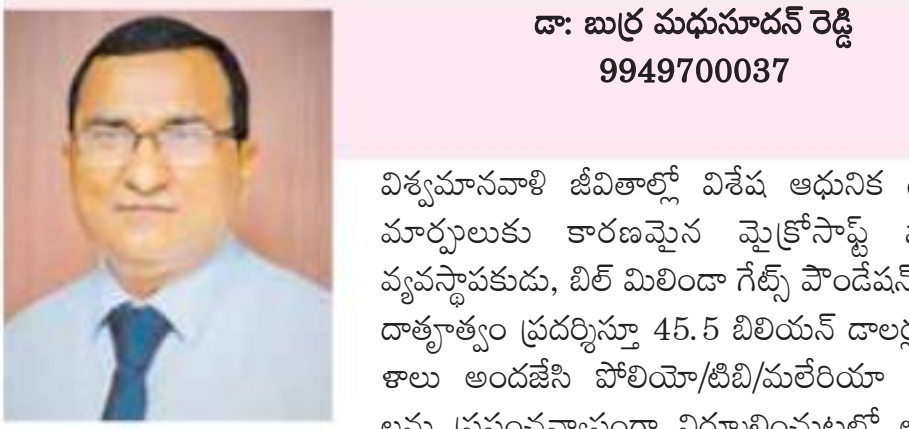 డా: బుర్ర మధుసూదన్ రెడ్డి
9949700037
విశ్వమానవాళి జీవితాల్లో విశేష ఆధునిక
మార్పులుకు కారణమైన మైక్రోసాఫ్ట్
వ్యవస్థాపకుడు, బిల్ మిలిండా గేట్స్ పౌండేషన్
దాతృాత్వం ప్రదర్శిస్తూ 45.5 బిలియన్ డాలర్ల
ళాలు అందజేసి పోలియో/టిబి/మలేరియా